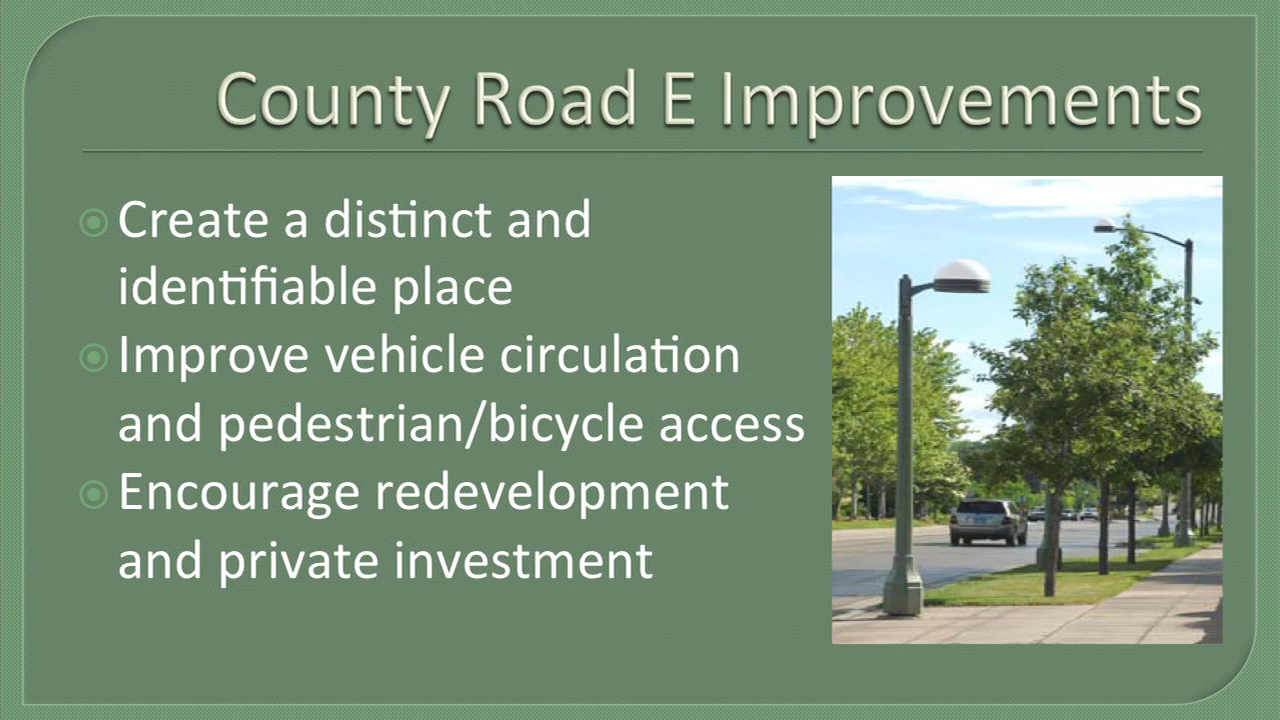 County Road E Improvements
Create a distinct and
identifiable place
Improve vehicle circulation
and pedestrian/bicycle access
Encourage redevelopment
and private investment